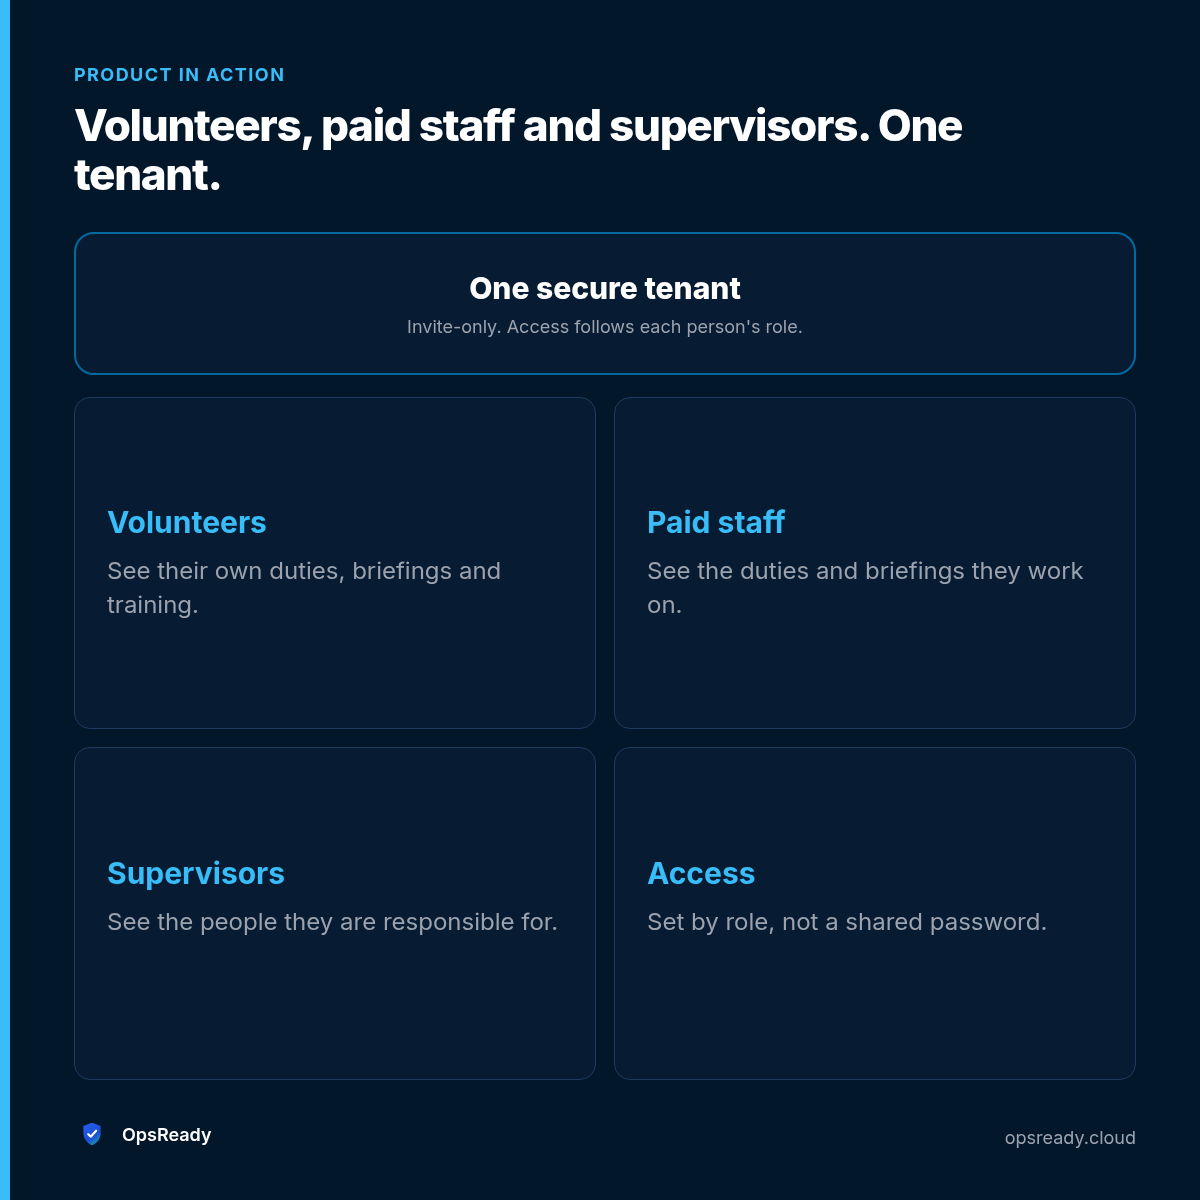 PRODUCT IN ACTION
Volunteers, paid staff and supervisors. One
tenant.
One secure tenant
Invite-only. Access follows each person's role.
Volunteers
See their own duties, briefings and
training.
Paid staff
See the duties and briefings they work
on.
Supervisors
See the people they are responsible for.
Access
Set by role, not a shared password.
OpsReady
opsready.cloud